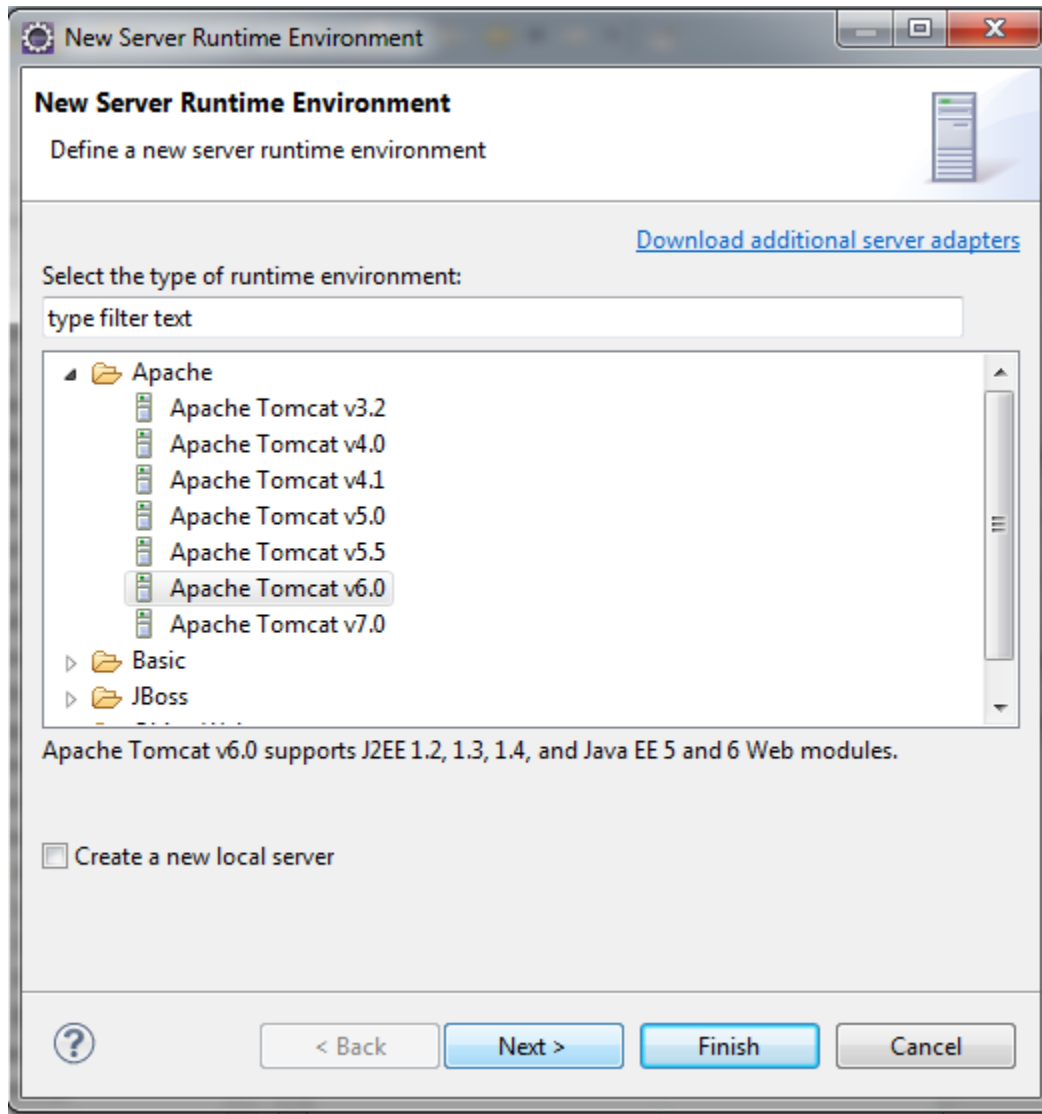 New Server Runtime Environment
New Server Runtime Environment
Define a new server runtime environment
Download additional server adapters
Select the type of runtime environment:
type filter text
Apache
Apache Tomcat v3.2
Apache Tomcat v4.0
Apache Tomcat v4.1
Apache Tomcat v5.0
Apache Tomcat v5.5
Apache Tomcat v6.0
Apache Tomcat v7.0
Basic
JBoss
Apache Tomcat v6.0 supports J2EE 1.2, 1.3, 1.4, and Java EE 5 and 6 Web modules.
Create a new local server
? < Back Next > Finish Cancel